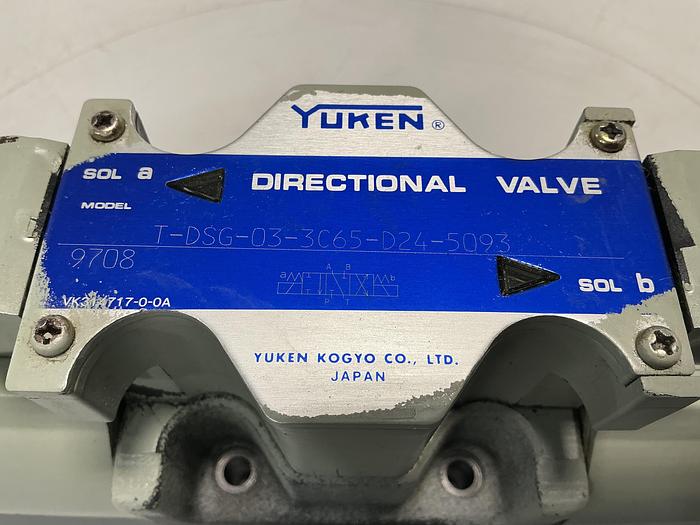 YUKEN ®
SOL a DIRECTIONAL VALVE
MODEL
T-DSG-03-3C65-D24-5093
9708
A B
a b
P T
SOL b
YUKEN KOGYO CO., LTD.
JAPAN